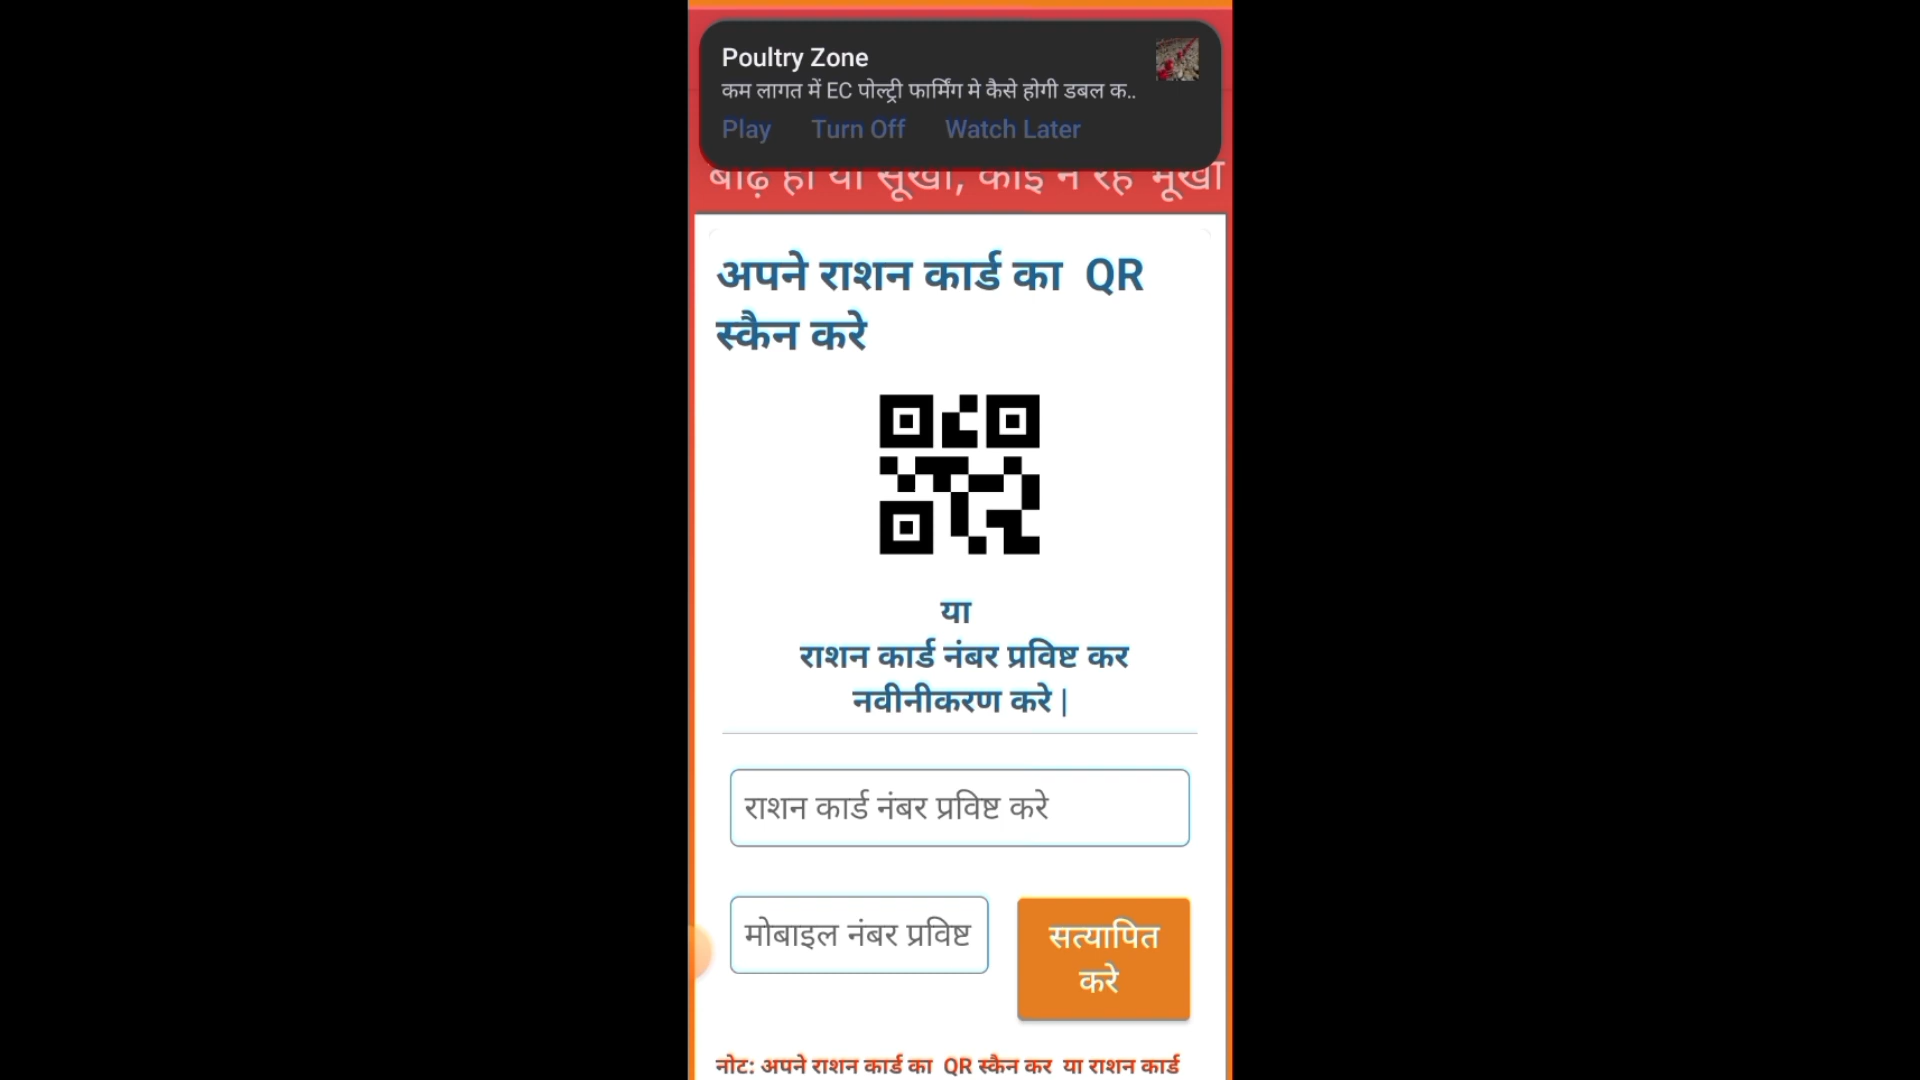 Poultry Zone
कम लागत में EC पोल्ट्री फार्मिंग मे कैसे होगी डबल क..
Play Turn Off Watch Later
बाढ़ हो या सूखा, कोई न रहे भूखा
अपने राशन कार्ड का QR
स्कैन करे
या
राशन कार्ड नंबर प्रविष्ट कर
नवीनीकरण करे |
राशन कार्ड नंबर प्रविष्ट करे
मोबाइल नंबर प्रविष्ट
सत्यापित
करे
नोट: अपने राशन कार्ड का QR स्कैन कर या राशन कार्ड